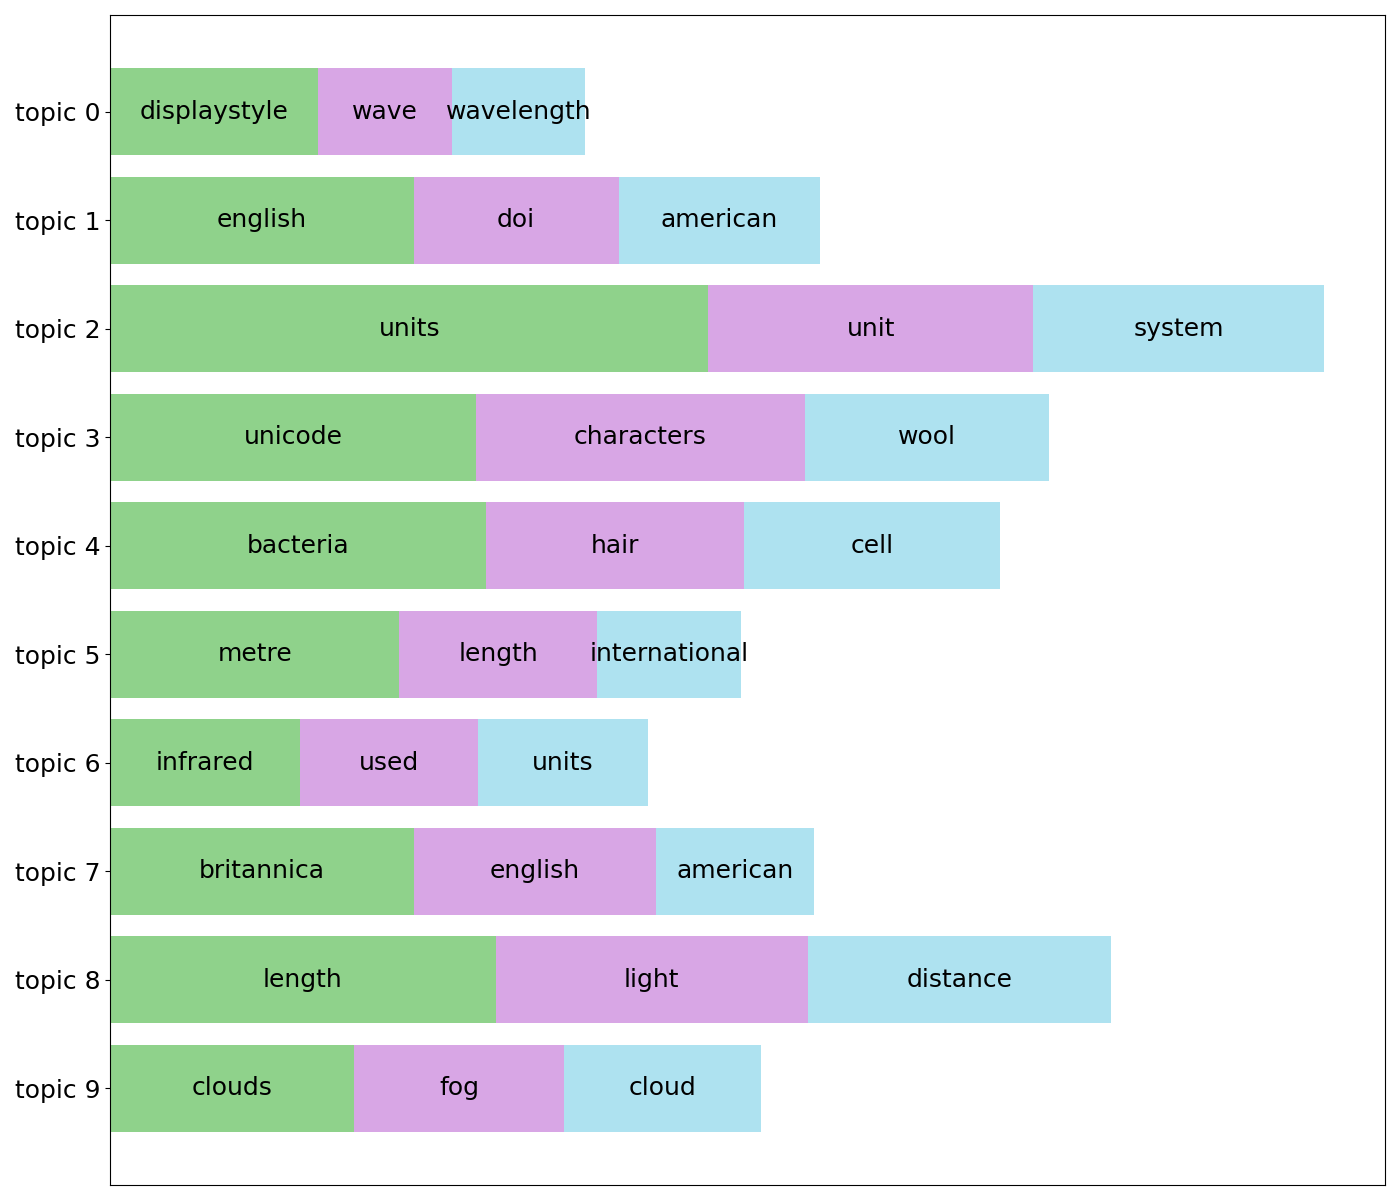 topic 0 displaystyle wave wavelength
topic 1 english doi american
topic 2 units unit system
topic 3 unicode characters wool
topic 4 bacteria hair cell
topic 5 metre length international
topic 6 infrared used units
topic 7 britannica english american
topic 8 length light distance
topic 9 clouds fog cloud